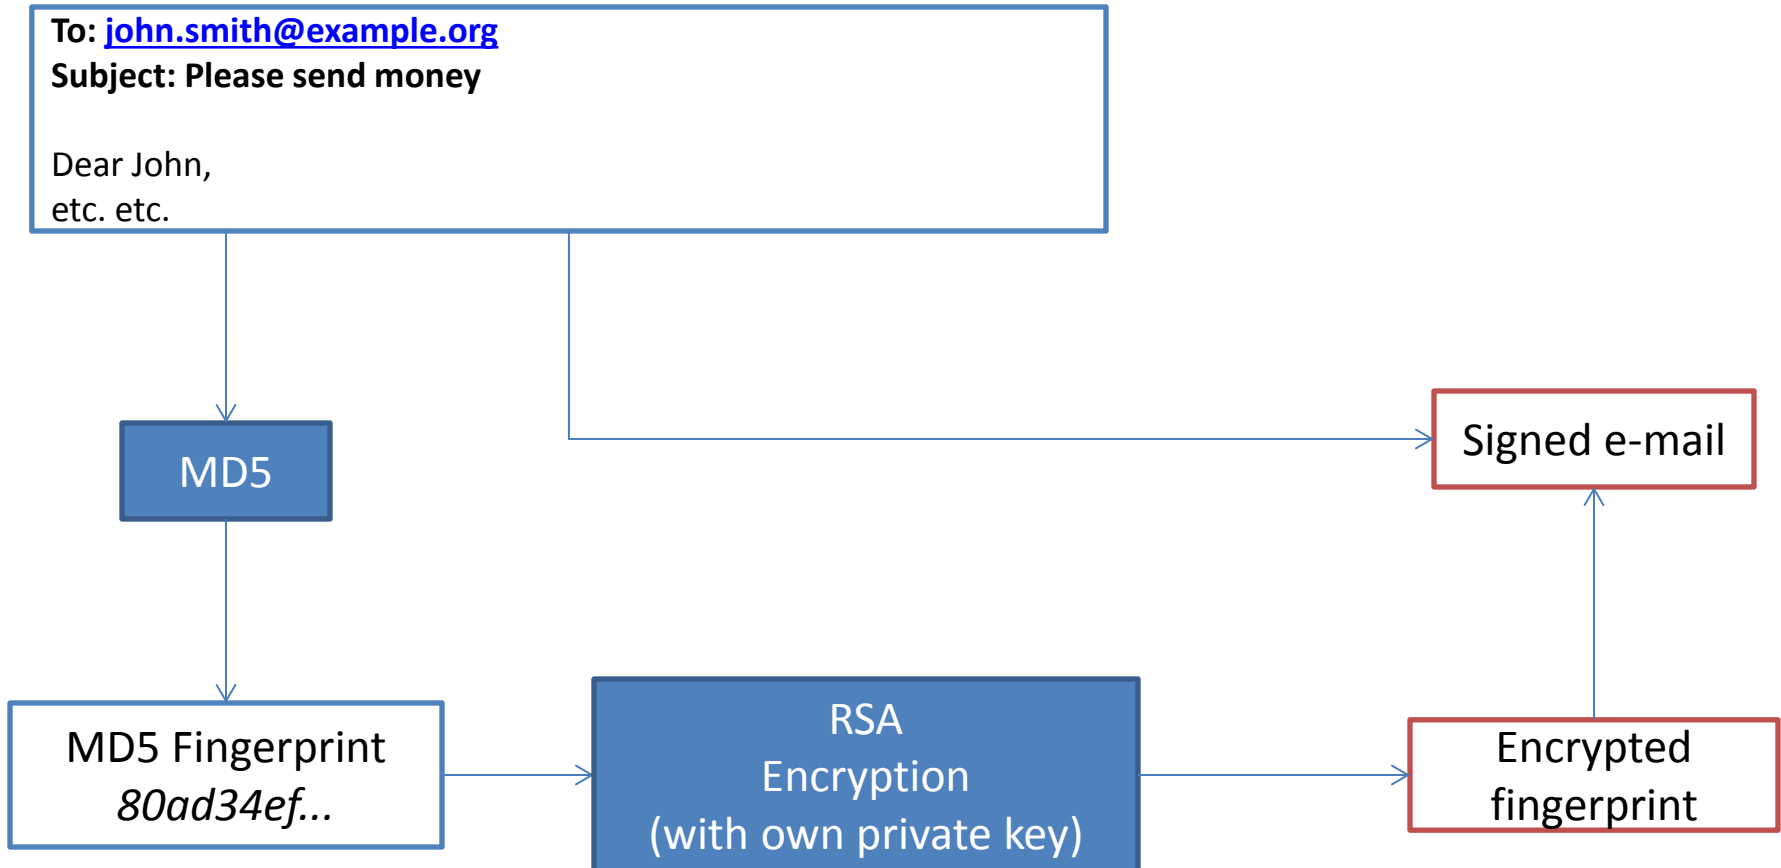 To: john.smith@example.org
Subject: Please send money
Dear John,
etc. etc.
MD5
Signed e-mail
MD5 Fingerprint
80ad34ef...
RSA
Encryption
(with own private key)
Encrypted
fingerprint